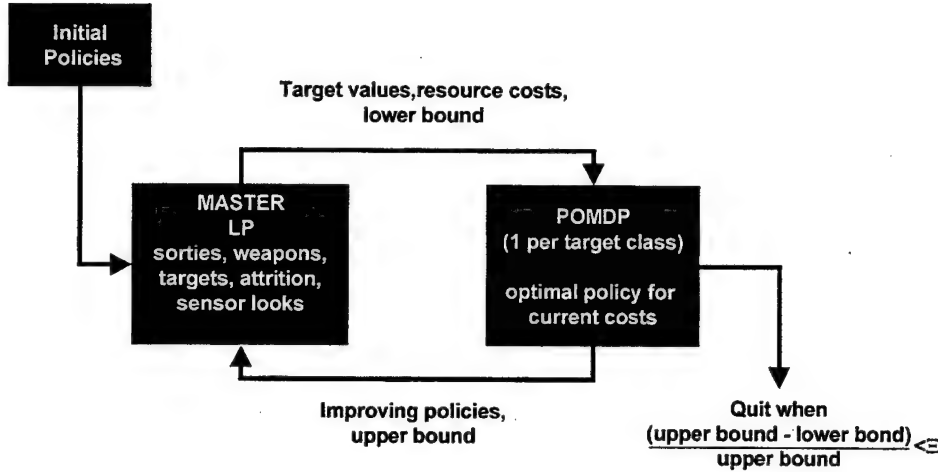 Initial
Policies
Target values,resource costs,
lower bound
MASTER
LP
sorties, weapons,
targets, attrition,
sensor looks
POMDP
(1 per target class)
optimal policy for
current costs
Improving policies,
upper bound
Quit when
(upper bound - lower bond)
upper bound